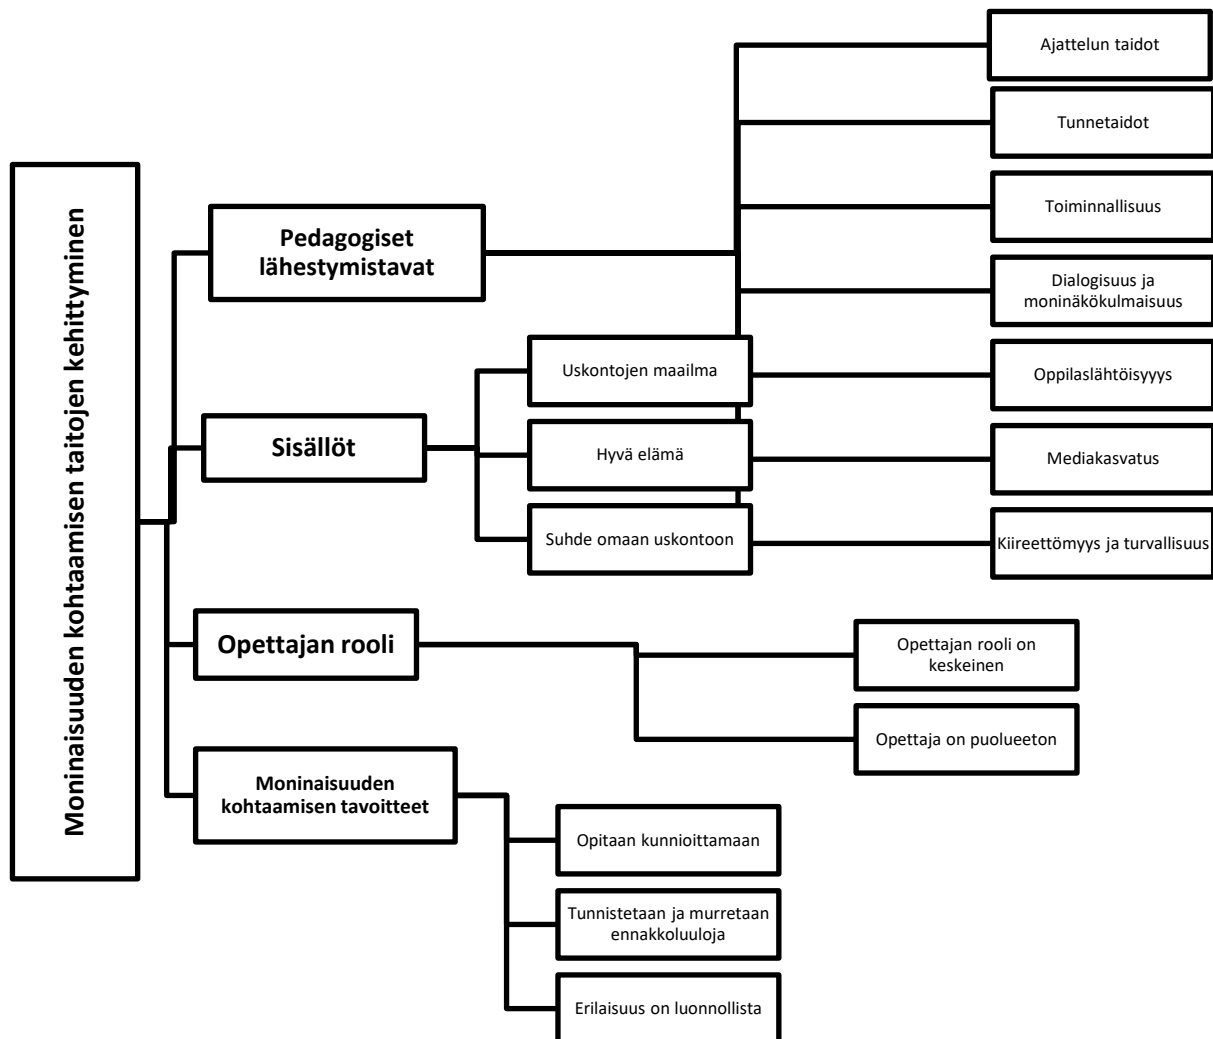 Moninaisuuden kohtaamisen taitojen kehittyminen
Pedagogiset
lähestymistavat
Ajattelun taidot
Tunnetaidot
Toiminnallisuus
Dialogisuus ja
moninäkökulmaisuus
Oppilaslähtöisyyys
Mediakasvatus
Kiireettömyys ja turvallisuus
Sisällöt
Uskontojen maailma
Hyvä elämä
Suhde omaan uskontoon
Opettajan rooli
Opettajan rooli on
keskeinen
Opettaja on puolueeton
Moninaisuuden
kohtaamisen tavoitteet
Opitaan kunnioittamaan
Tunnistetaan ja murretaan
ennakkoluuloja
Erilaisuus on luonnollista